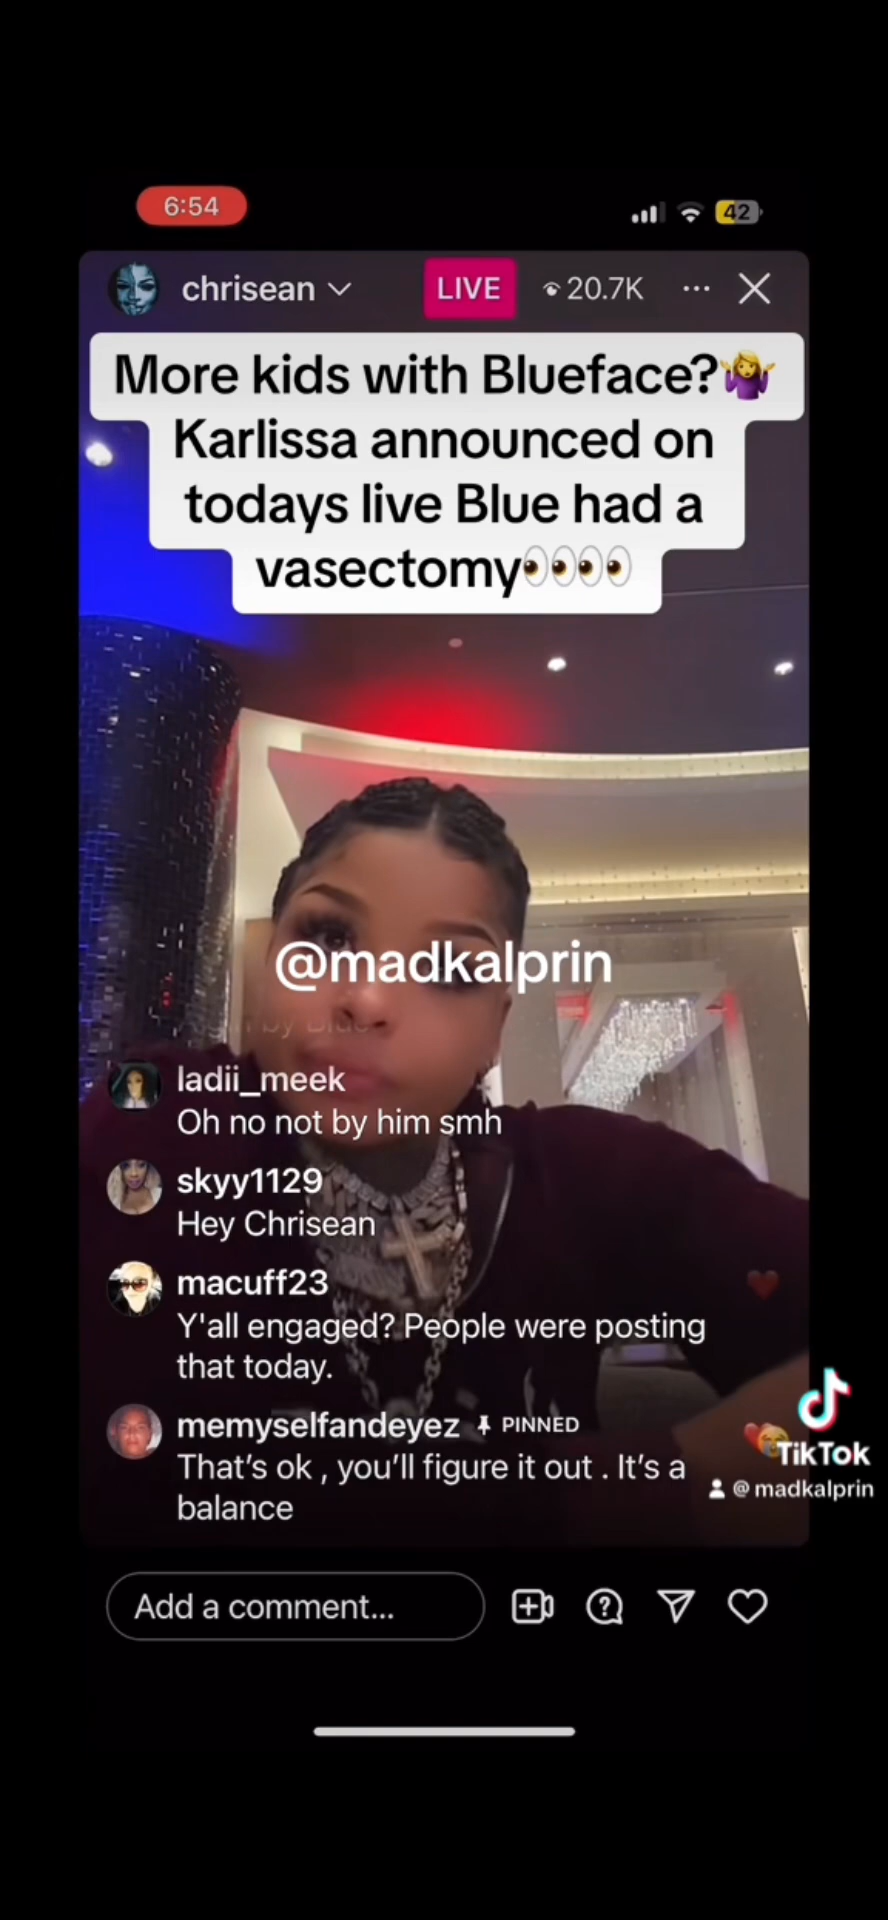 6:54
42
chrisean
LIVE
20.7K
More kids with Blueface?🤷‍♀️
Karlissa announced on
todays live Blue had a
vasectomy👀👀
@madkalprin
by Blue
ladii_meek
Oh no not by him smh
skyy1129
Hey Chrisean
macuff23
Y'all engaged? People were posting
that today.
memyselfandeyez PINNED
That's ok , you'll figure it out . It's a
balance
TikTok
@madkalprin
Add a comment...